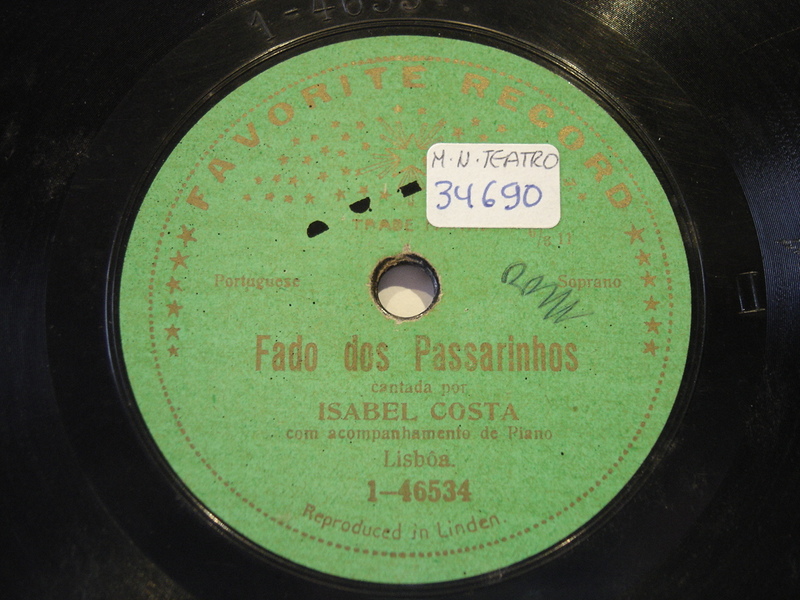 1-46534.
FAVORITE RECORD
M.N.TEATRO
34690
TRADE
Portuguese
Soprano
Fado dos Passarinhos
cantada por
ISABEL COSTA
com acompanhamento de Piano
Lisbôa.
1-46534
Reproduced in Linden